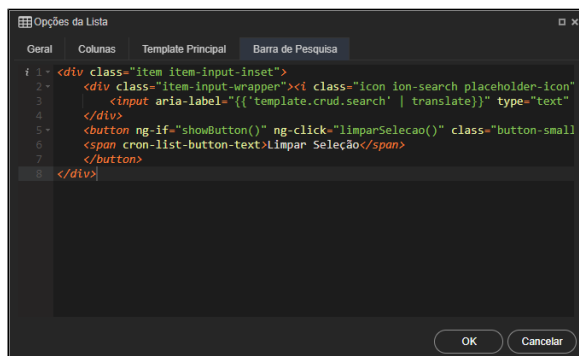 Opções da Lista
Geral Colunas Template Principal Barra de Pesquisa
i 1 <div class="item item-input-inset">
2 <div class="item-input-wrapper"><i class="icon ion-search placeholder-icon"
3 <input aria-label="{{'template.crud.search' | translate}}" type="text"
4 </div>
5 <button ng-if="showButton()" ng-click="limparSelecao()" class="button-small
6 <span cron-list-button-text>Limpar Seleção</span>
7 </button>
8 </div>
OK Cancelar